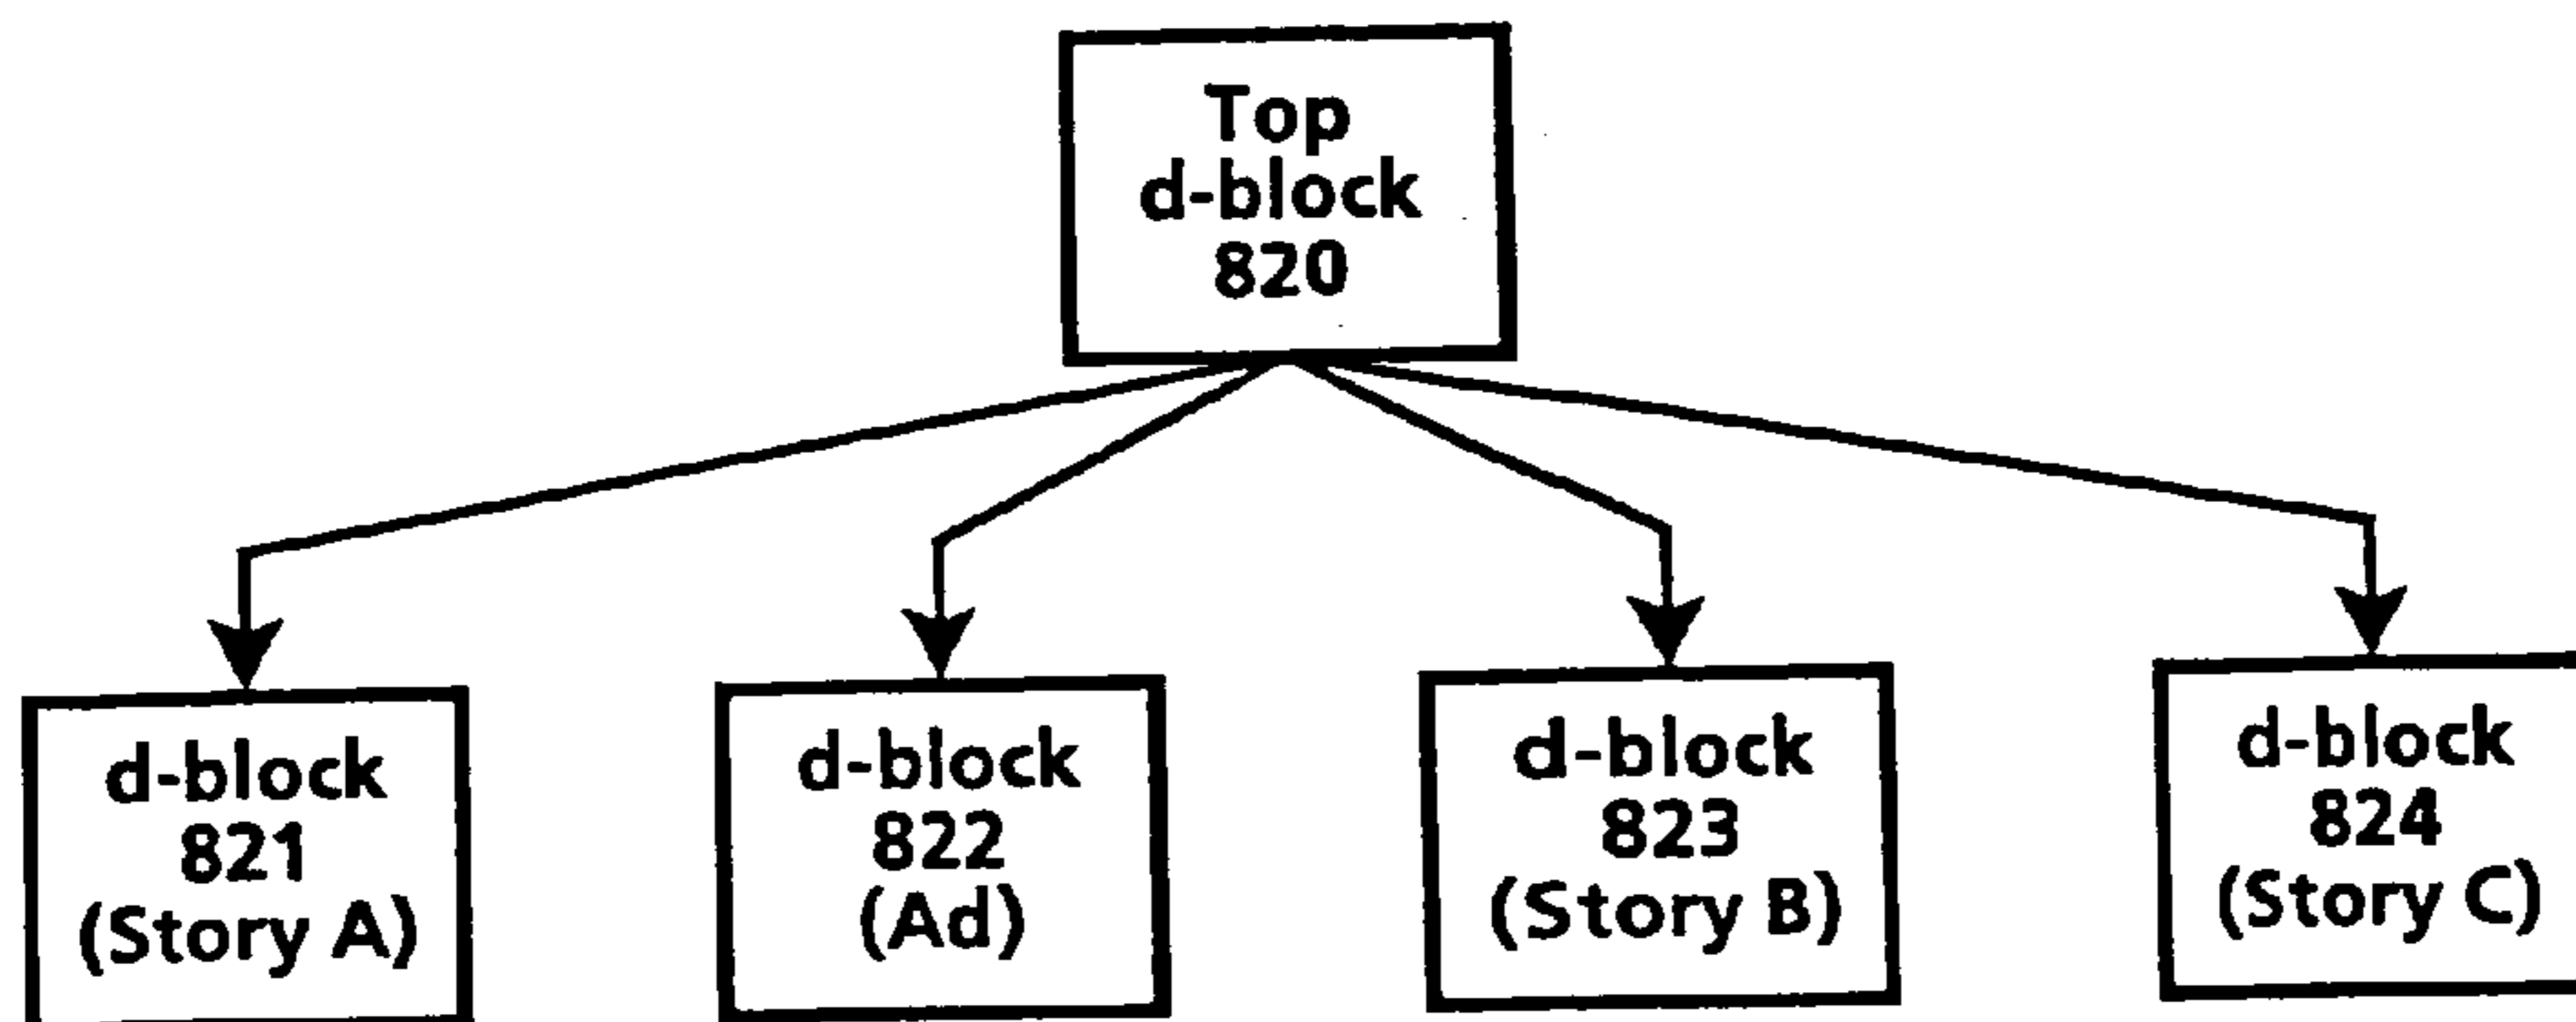 Top
d-block
820
d-block
821
(Story A)
d-block
822
(Ad)
d-block
823
(Story B)
d-block
824
(Story C)